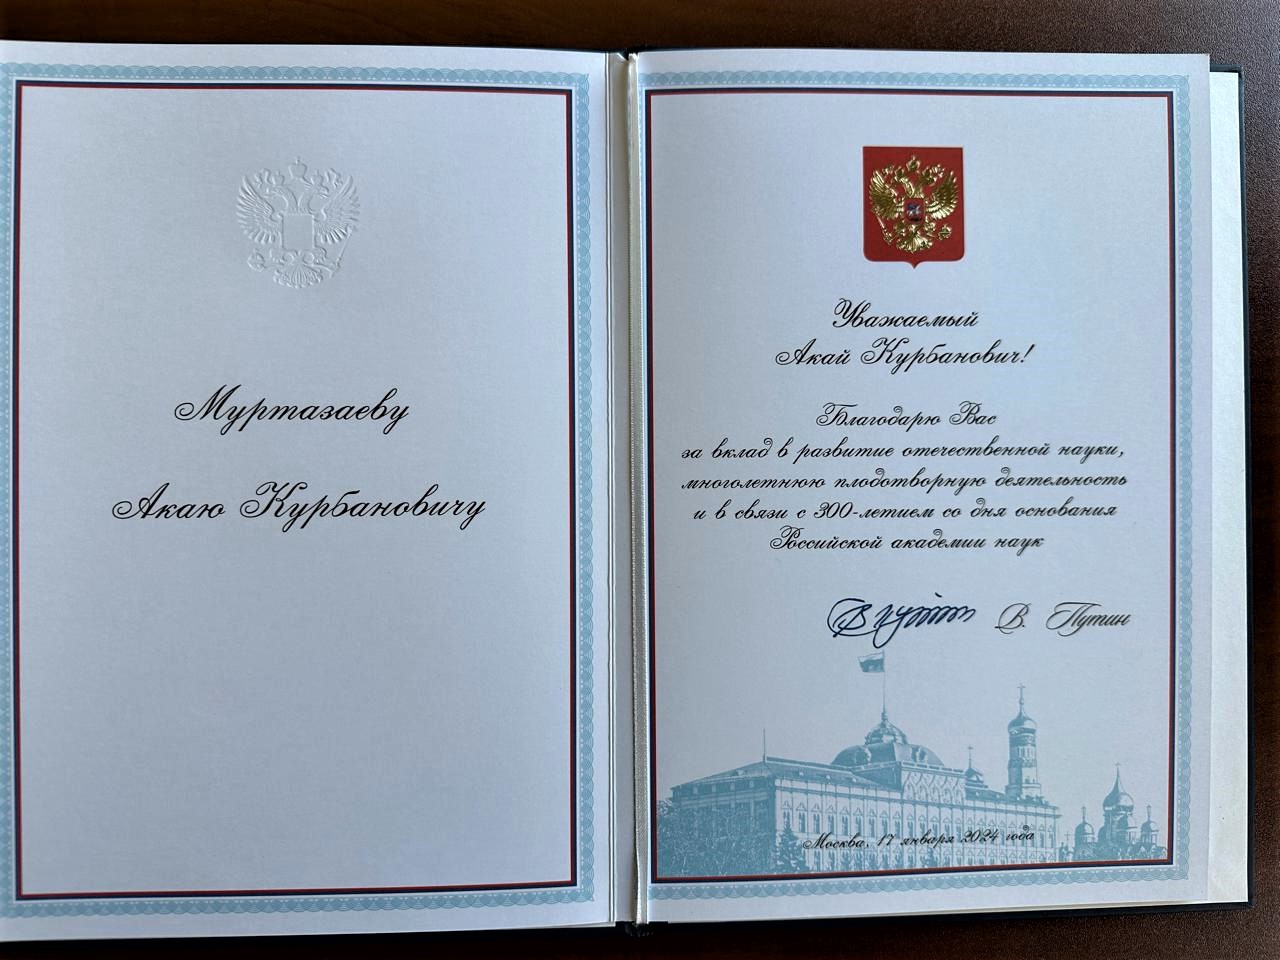 Муртазаеву
Акаю Курбановичу
Уважаемый
Акай Курбанович!
Благодарю Вас
за вклад в развитие отечественной науки,
многолетнюю плодотворную деятельность
и в связи с 300-летием со дня основания
Российской академии наук
В. Путин
Москва, 17 января 2024 года